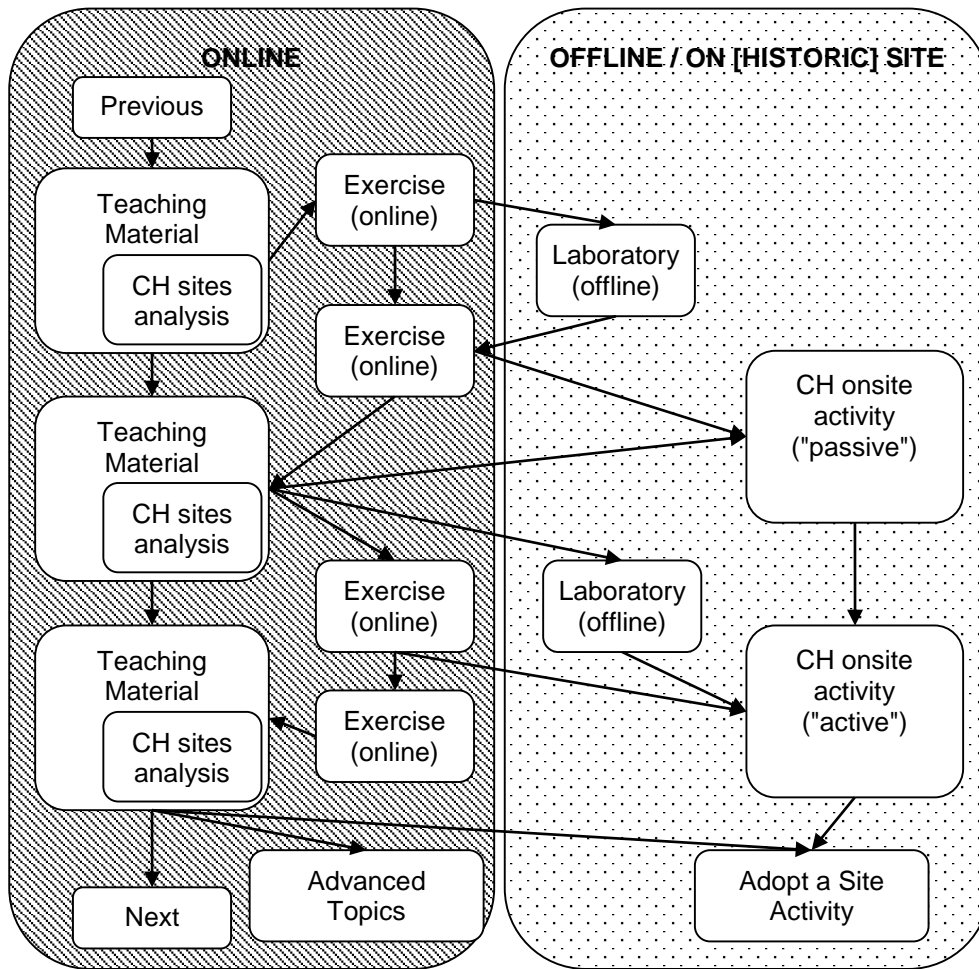 ONLINE
OFFLINE / ON [HISTORIC] SITE
Previous
Teaching
Material
CH sites
analysis
Exercise
(online)
Laboratory
(offline)
Exercise
(online)
CH onsite
activity
("passive")
Teaching
Material
CH sites
analysis
Exercise
(online)
Laboratory
(offline)
Teaching
Material
CH sites
analysis
Exercise
(online)
CH onsite
activity
("active")
Next
Advanced
Topics
Adopt a Site
Activity